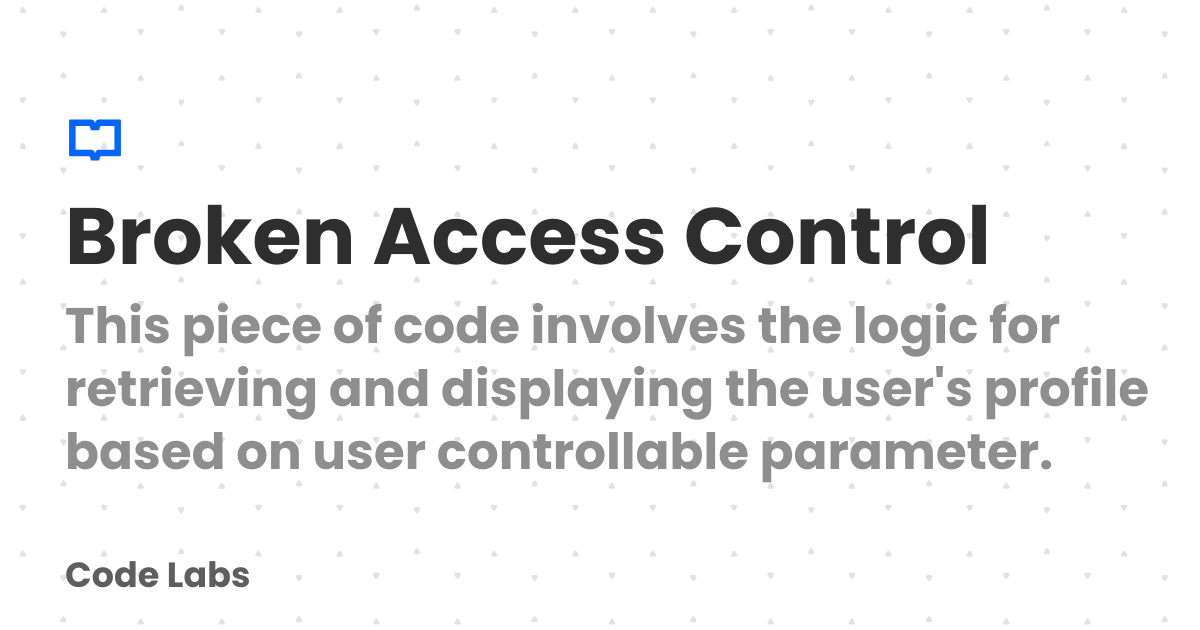 Broken Access Control
This piece of code involves the logic for
retrieving and displaying the user's profile
based on user controllable parameter.
Code Labs